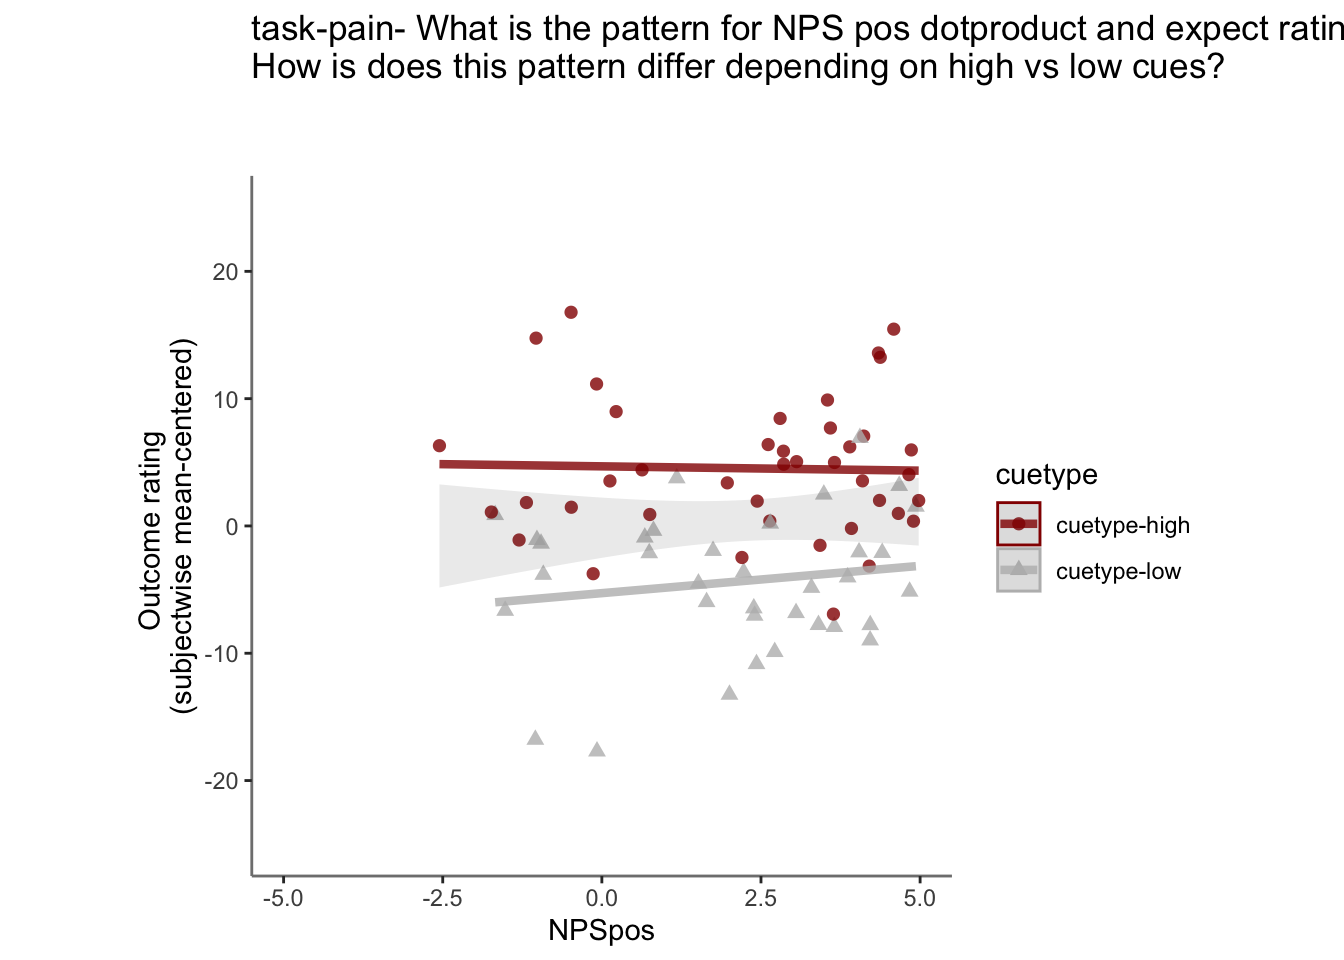 task-pain- What is the pattern for NPS pos dotproduct and expect ratin
How is does this pattern differ depending on high vs low cues?
Outcome rating
(subjectwise mean-centered)
20
10
0
-10
-20
-5.0
-2.5
0.0
2.5
5.0
NPSpos
cuetype
cuetype-high
cuetype-low